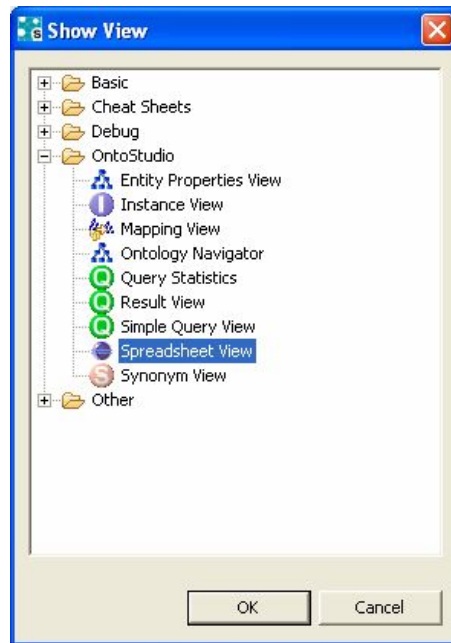 Show View
Basic
Cheat Sheets
Debug
OntoStudio
Entity Properties View
Instance View
Mapping View
Ontology Navigator
Query Statistics
Result View
Simple Query View
Spreadsheet View
Synonym View
Other
OK Cancel